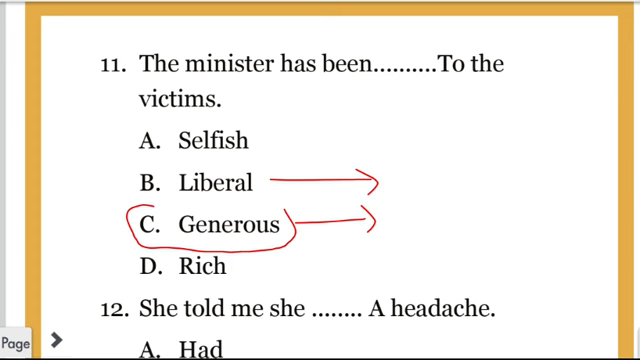 11. The minister has been..........To the
victims.
A. Selfish
B. Liberal
C. Generous
D. Rich
12. She told me she ........ A headache.
Page
A. Had